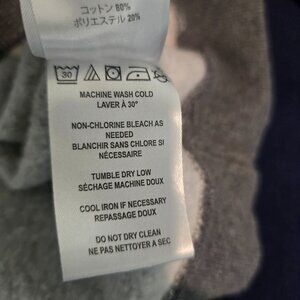 コットン 80%
ポリエステル 20%
30
MACHINE WASH COLD
LAVER À 30°
NON-CHLORINE BLEACH AS
NEEDED
BLANCHIR SANS CHLORE SI
NÉCESSAIRE
TUMBLE DRY LOW
SÉCHAGE MACHINE DOUX
COOL IRON IF NECESSARY
REPASSAGE DOUX
DO NOT DRY CLEAN
NE PAS NETTOYER A SEC